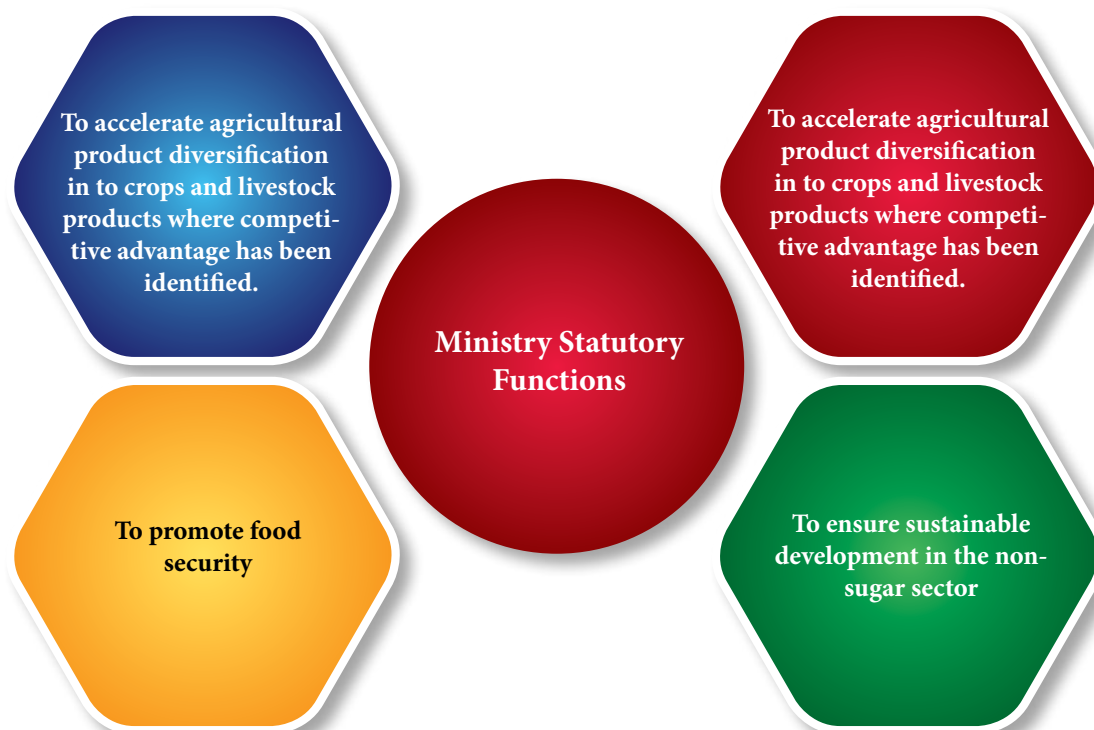 To accelerate agricultural
product diversification
in to crops and livestock
products where competi-
tive advantage has been
identified.
To accelerate agricultural
product diversification
in to crops and livestock
products where competi-
tive advantage has been
identified.
Ministry Statutory
Functions
To promote food
security
To ensure sustainable
development in the non-
sugar sector